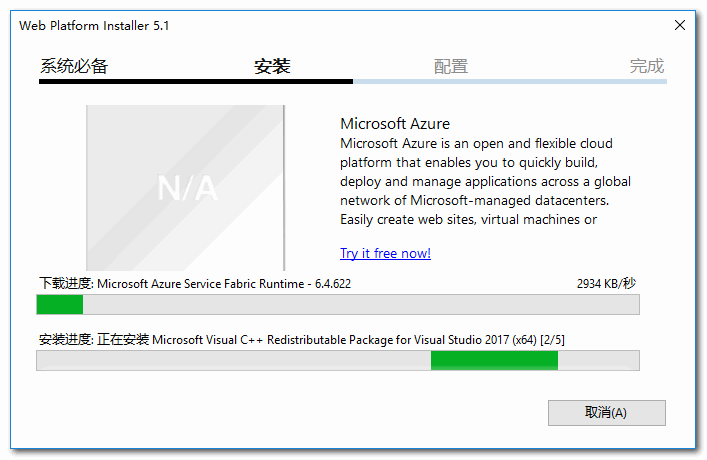 Web Platform Installer 5.1
系统必备 安装 配置 完成
N/A
Microsoft Azure
Microsoft Azure is an open and flexible cloud
platform that enables you to quickly build,
deploy and manage applications across a global
network of Microsoft-managed datacenters.
Easily create web sites, virtual machines or
Try it free now!
下载进度: Microsoft Azure Service Fabric Runtime - 6.4.622 2934 KB/秒
安装进度: 正在安装 Microsoft Visual C++ Redistributable Package for Visual Studio 2017 (x64) [2/5]
取消(A)